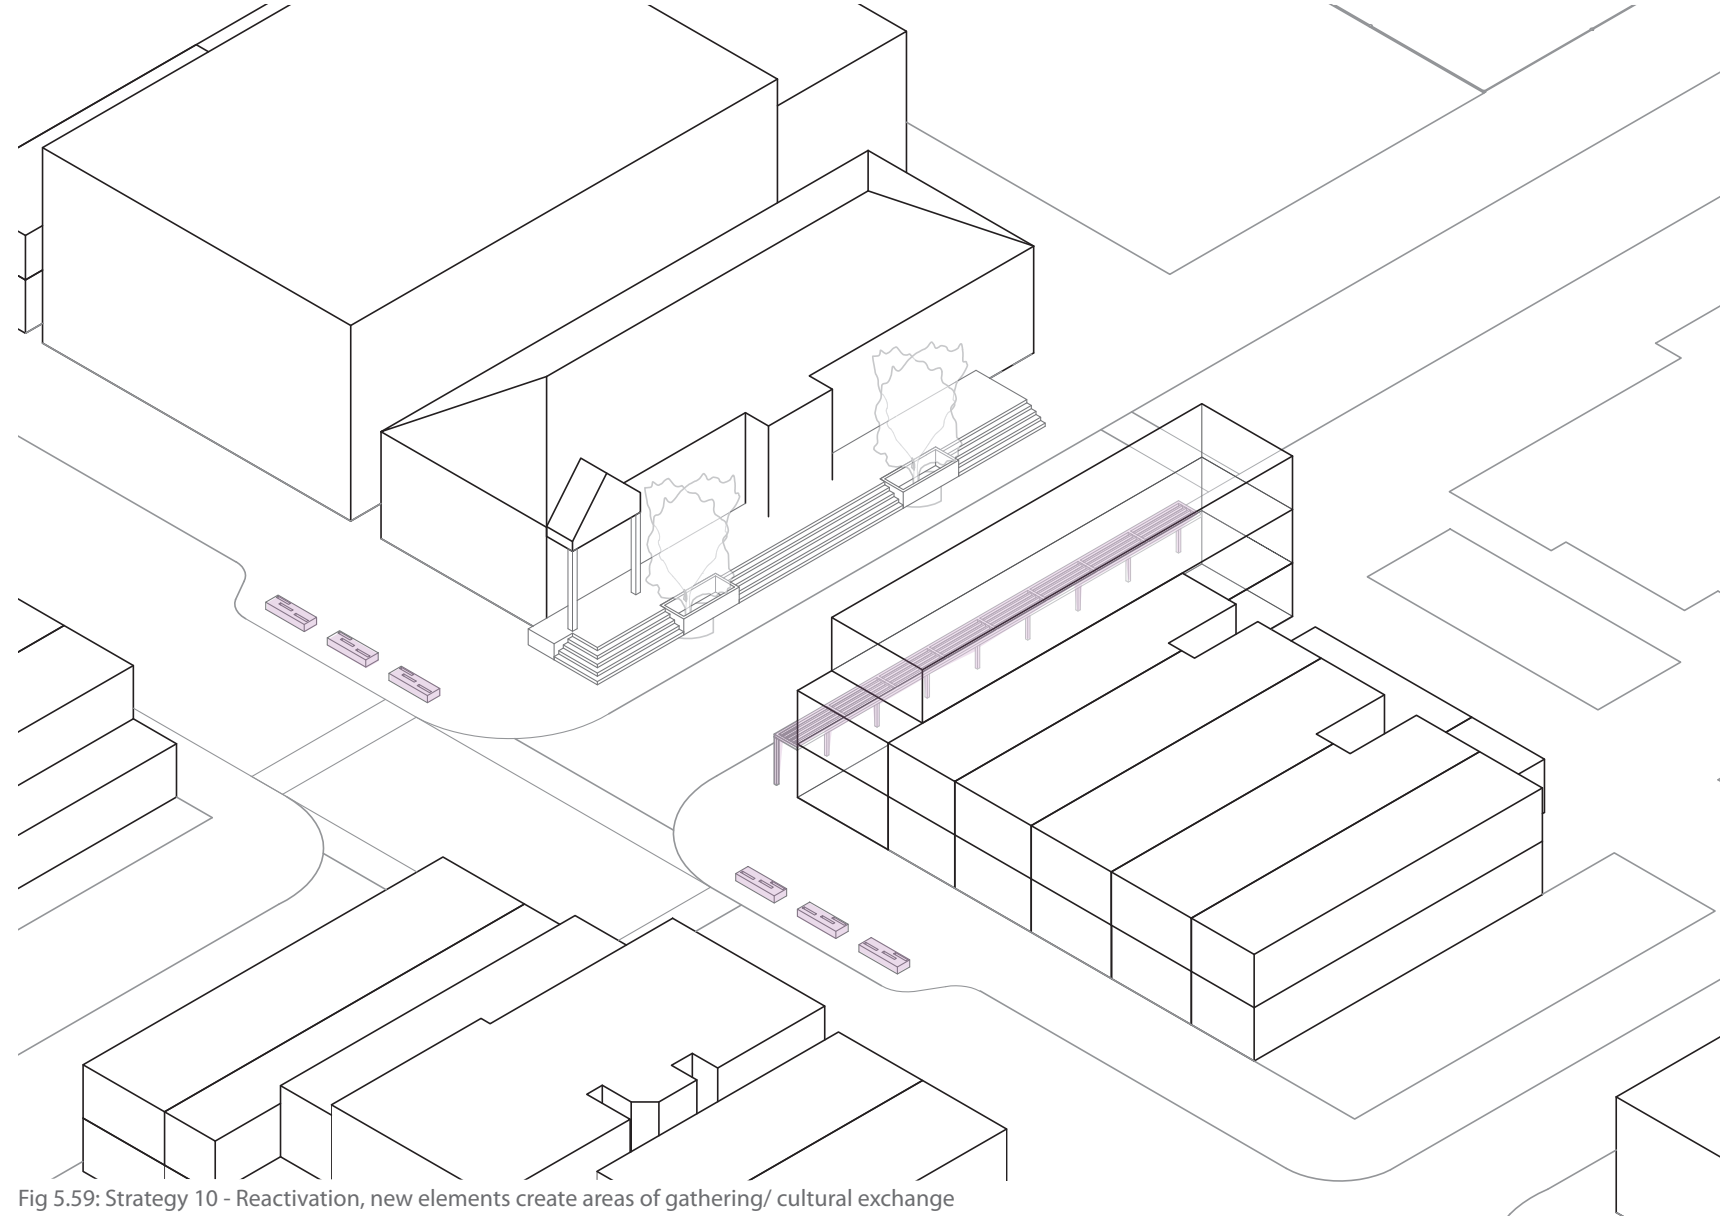 Fig 5.59: Strategy 10 - Reactivation, new elements create areas of gathering/ cultural exchange